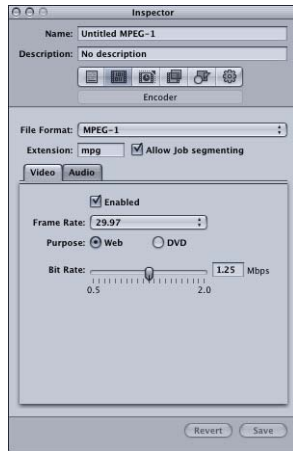 Inspector
Name: Untitled MPEG-1
Description: No description
Encoder
File Format: MPEG-1
Extension: mpg Allow Job segmenting
Video Audio
Enabled
Frame Rate: 29.97
Purpose: Web DVD
Bit Rate: 1.25 Mbps
0.5 2.0
Revert Save